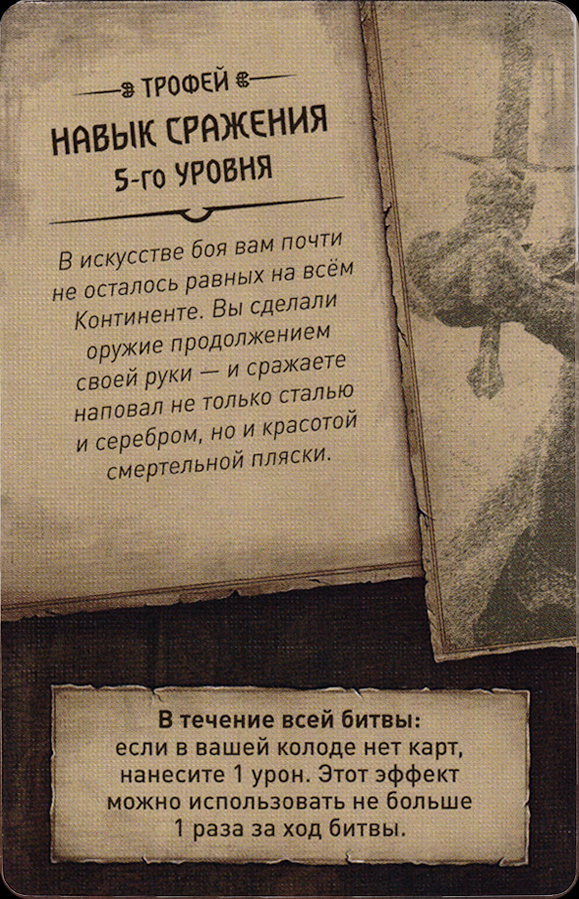 ТРОФЕЙ
НАВЫК СРАЖЕНИЯ
5-го УРОВНЯ
В искусстве боя вам почти
не осталось равных на всём
Континенте. Вы сделали
оружие продолжением
своей руки — и сражаете
наповал не только сталью
и серебром, но и красотой
смертельной пляски.
В течение всей битвы:
если в вашей колоде нет карт,
нанесите 1 урон. Этот эффект
можно использовать не больше
1 раза за ход битвы.